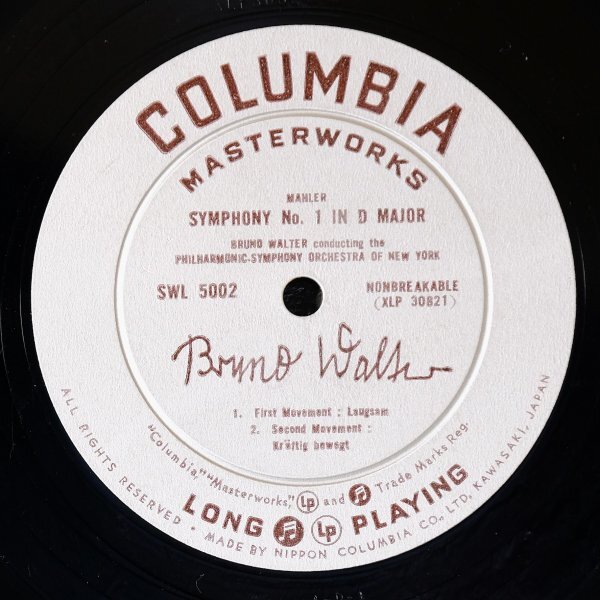 COLUMBIA
MASTERWORKS
MAHLER
SYMPHONY No. 1 IN D MAJOR
BRUNO WALTER conducting the
PHILHARMONIC-SYMPHONY ORCHESTRA OF NEW YORK
SWL 5002
NONBREAKABLE
(XLP 30821)
Bruno Walter
1. First Movement : Laugsam
2. Second Movement :
Kräftig bewegt
"Columbia," "Masterworks," Lp and Trade Marks Reg.
LONG Lp PLAYING
ALL RIGHTS RESERVED • MADE BY NIPPON COLUMBIA CO., LTD, KAWASAKI, JAPAN